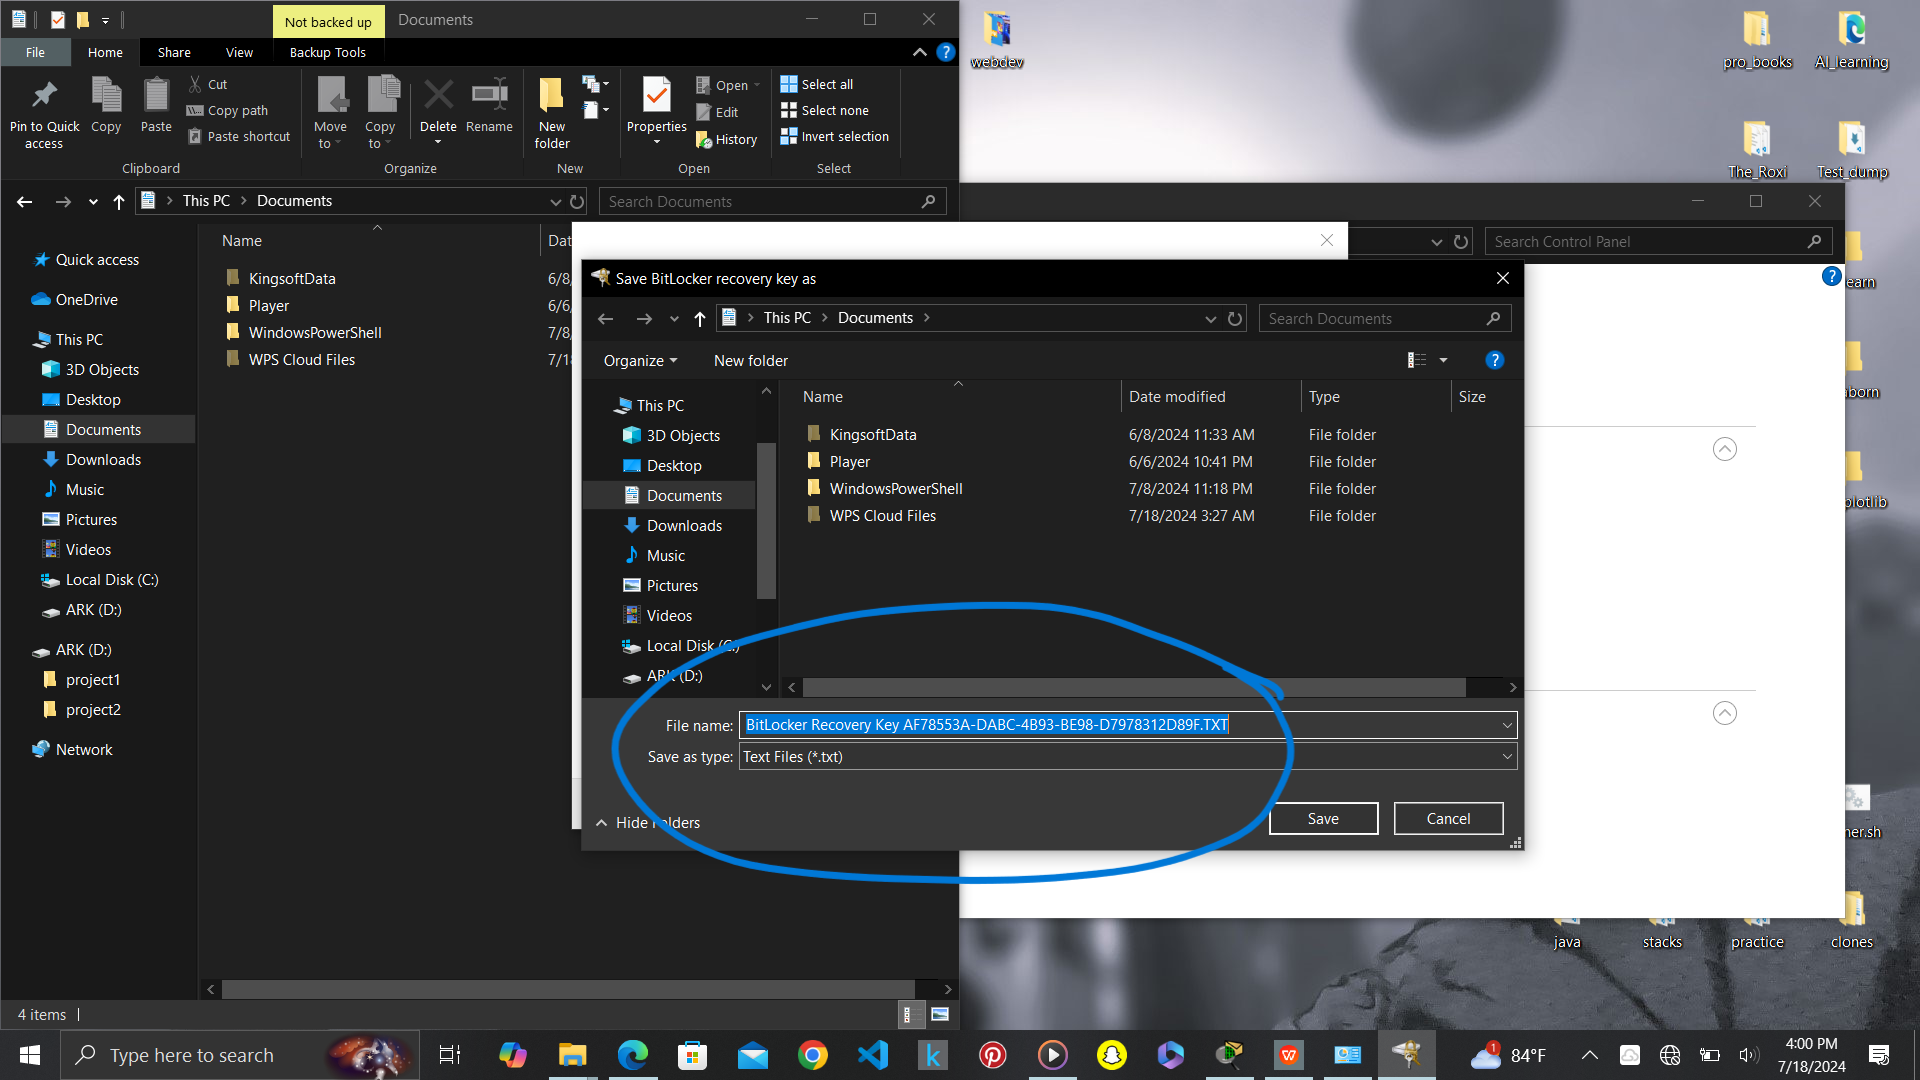 Not backed up
Documents
File
Home
Share
View
Backup Tools
Pin to Quick access
Copy
Paste
Cut
Copy path
Paste shortcut
Clipboard
Move to
Copy to
Delete
Rename
Organize
New folder
New
Properties
Open
Edit
History
Open
Select all
Select none
Invert selection
Select
This PC > Documents
Search Documents
Name
Dat
Quick access
OneDrive
This PC
3D Objects
Desktop
Documents
Downloads
Music
Pictures
Videos
Local Disk (C:)
ARK (D:)
ARK (D:)
project1
project2
Network
KingsoftData 6/8/
Player 6/6/
WindowsPowerShell 7/8/
WPS Cloud Files 7/18
4 items
Save BitLocker recovery key as
This PC > Documents >
Search Documents
Organize
New folder
This PC
3D Objects
Desktop
Documents
Downloads
Music
Pictures
Videos
Local Disk (C:)
ARK (D:)
Name Date modified Type Size
KingsoftData 6/8/2024 11:33 AM File folder
Player 6/6/2024 10:41 PM File folder
WindowsPowerShell 7/8/2024 11:18 PM File folder
WPS Cloud Files 7/18/2024 3:27 AM File folder
File name: BitLocker Recovery Key AF78553A-DABC-4B93-BE98-D7978312D89F.TXT
Save as type: Text Files (*.txt)
Hide Folders
Save
Cancel
Search Control Panel
webdev
pro_books
AI_learning
The_Roxi
Test_dump
earn
born
plotlib
ner.sh
java
stacks
practice
clones
Type here to search
1
84°F
4:00 PM
7/18/2024